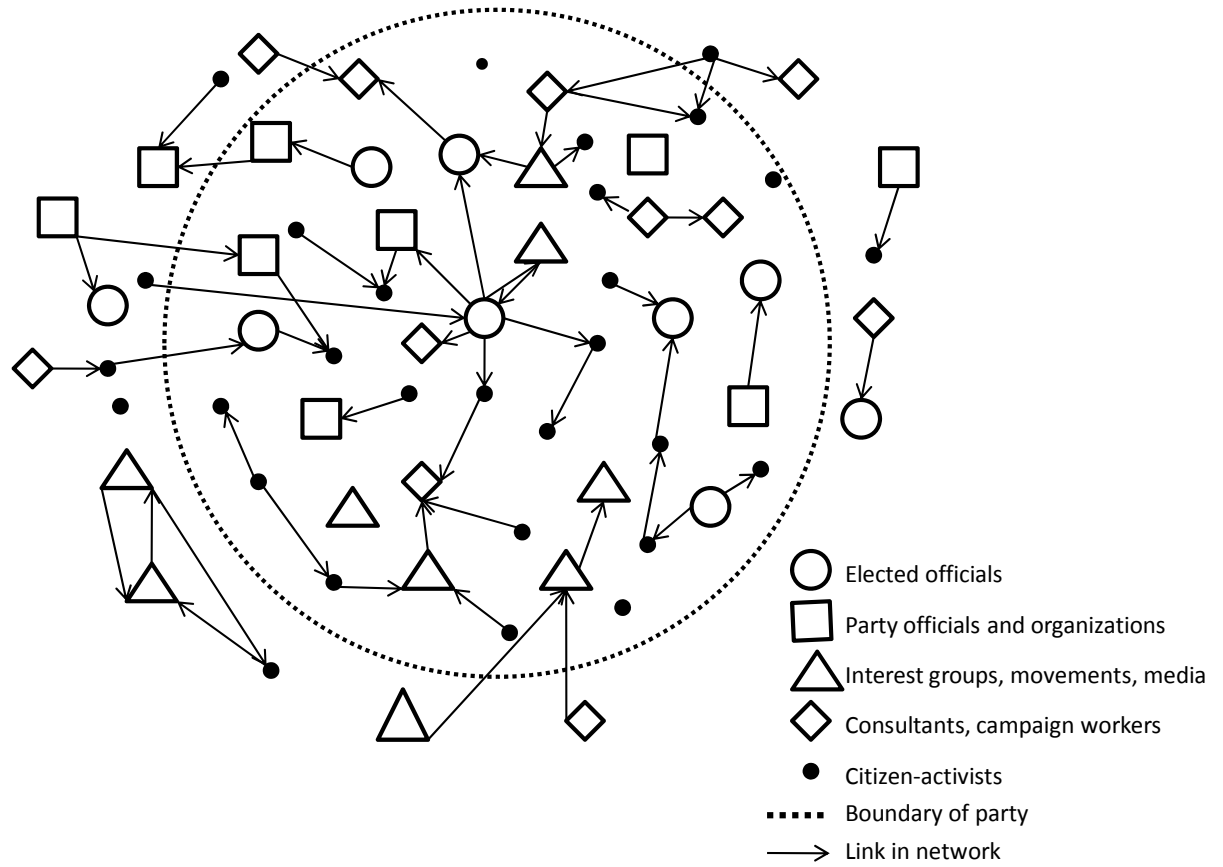 Elected officials
Party officials and organizations
Interest groups, movements, media
Consultants, campaign workers
Citizen-activists
Boundary of party
Link in network